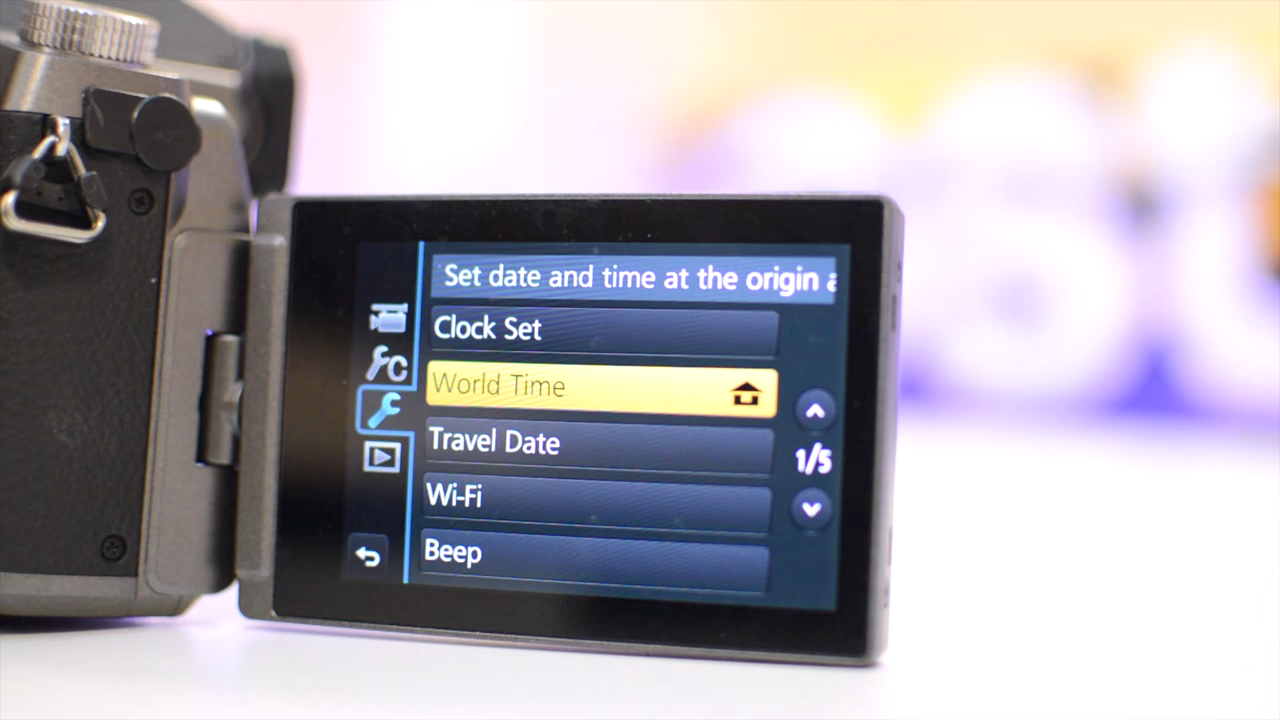 Set date and time at the origin a
Clock Set
World Time
Travel Date
Wi-Fi
Beep
1/5
C